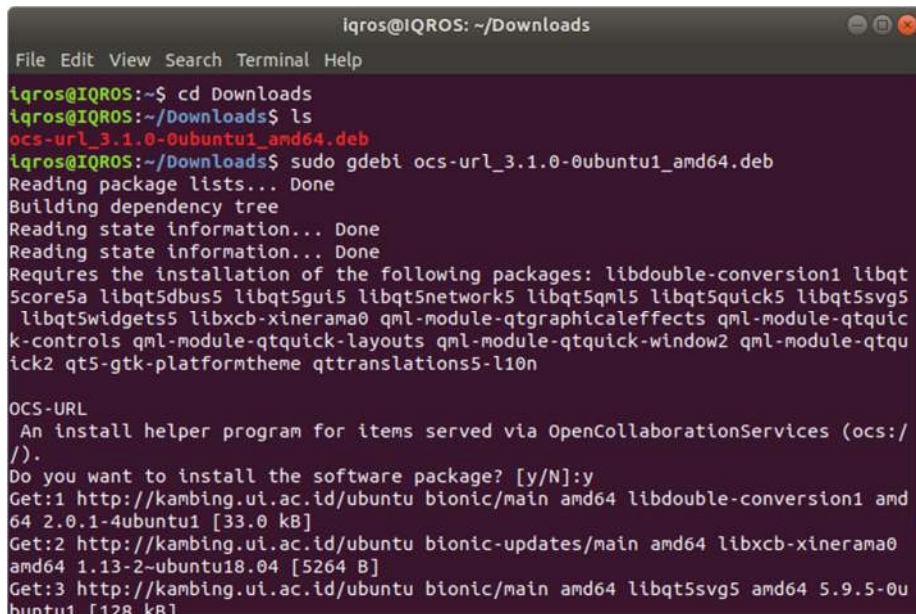 iqros@IQROS: ~/Downloads
File Edit View Search Terminal Help
iqros@IQROS:~$ cd Downloads
iqros@IQROS:~/Downloads$ ls
ocs-url_3.1.0-0ubuntu1_amd64.deb
iqros@IQROS:~/Downloads$ sudo gdebi ocs-url_3.1.0-0ubuntu1_amd64.deb
Reading package lists... Done
Building dependency tree
Reading state information... Done
Reading state information... Done
Requires the installation of the following packages: libdouble-conversion1 libqt
5core5a libqt5dbus5 libqt5gui5 libqt5network5 libqt5qml5 libqt5quick5 libqt5svg5
 libqt5widgets5 libxcb-xinerama0 qml-module-qtgraphicaleffects qml-module-qtquic
k-controls qml-module-qtquick-layouts qml-module-qtquick-window2 qml-module-qtqu
ick2 qt5-gtk-platformtheme qttranslations5-l10n
OCS-URL
 An install helper program for items served via OpenCollaborationServices (ocs:/
/).
Do you want to install the software package? [y/N]:y
Get:1 http://kambing.ui.ac.id/ubuntu bionic/main amd64 libdouble-conversion1 amd
64 2.0.1-4ubuntu1 [33.0 kB]
Get:2 http://kambing.ui.ac.id/ubuntu bionic-updates/main amd64 libxcb-xinerama0
amd64 1.13-2~ubuntu18.04 [5264 B]
Get:3 http://kambing.ui.ac.id/ubuntu bionic/main amd64 libqt5svg5 amd64 5.9.5-0u
buntu1 [128 kB]